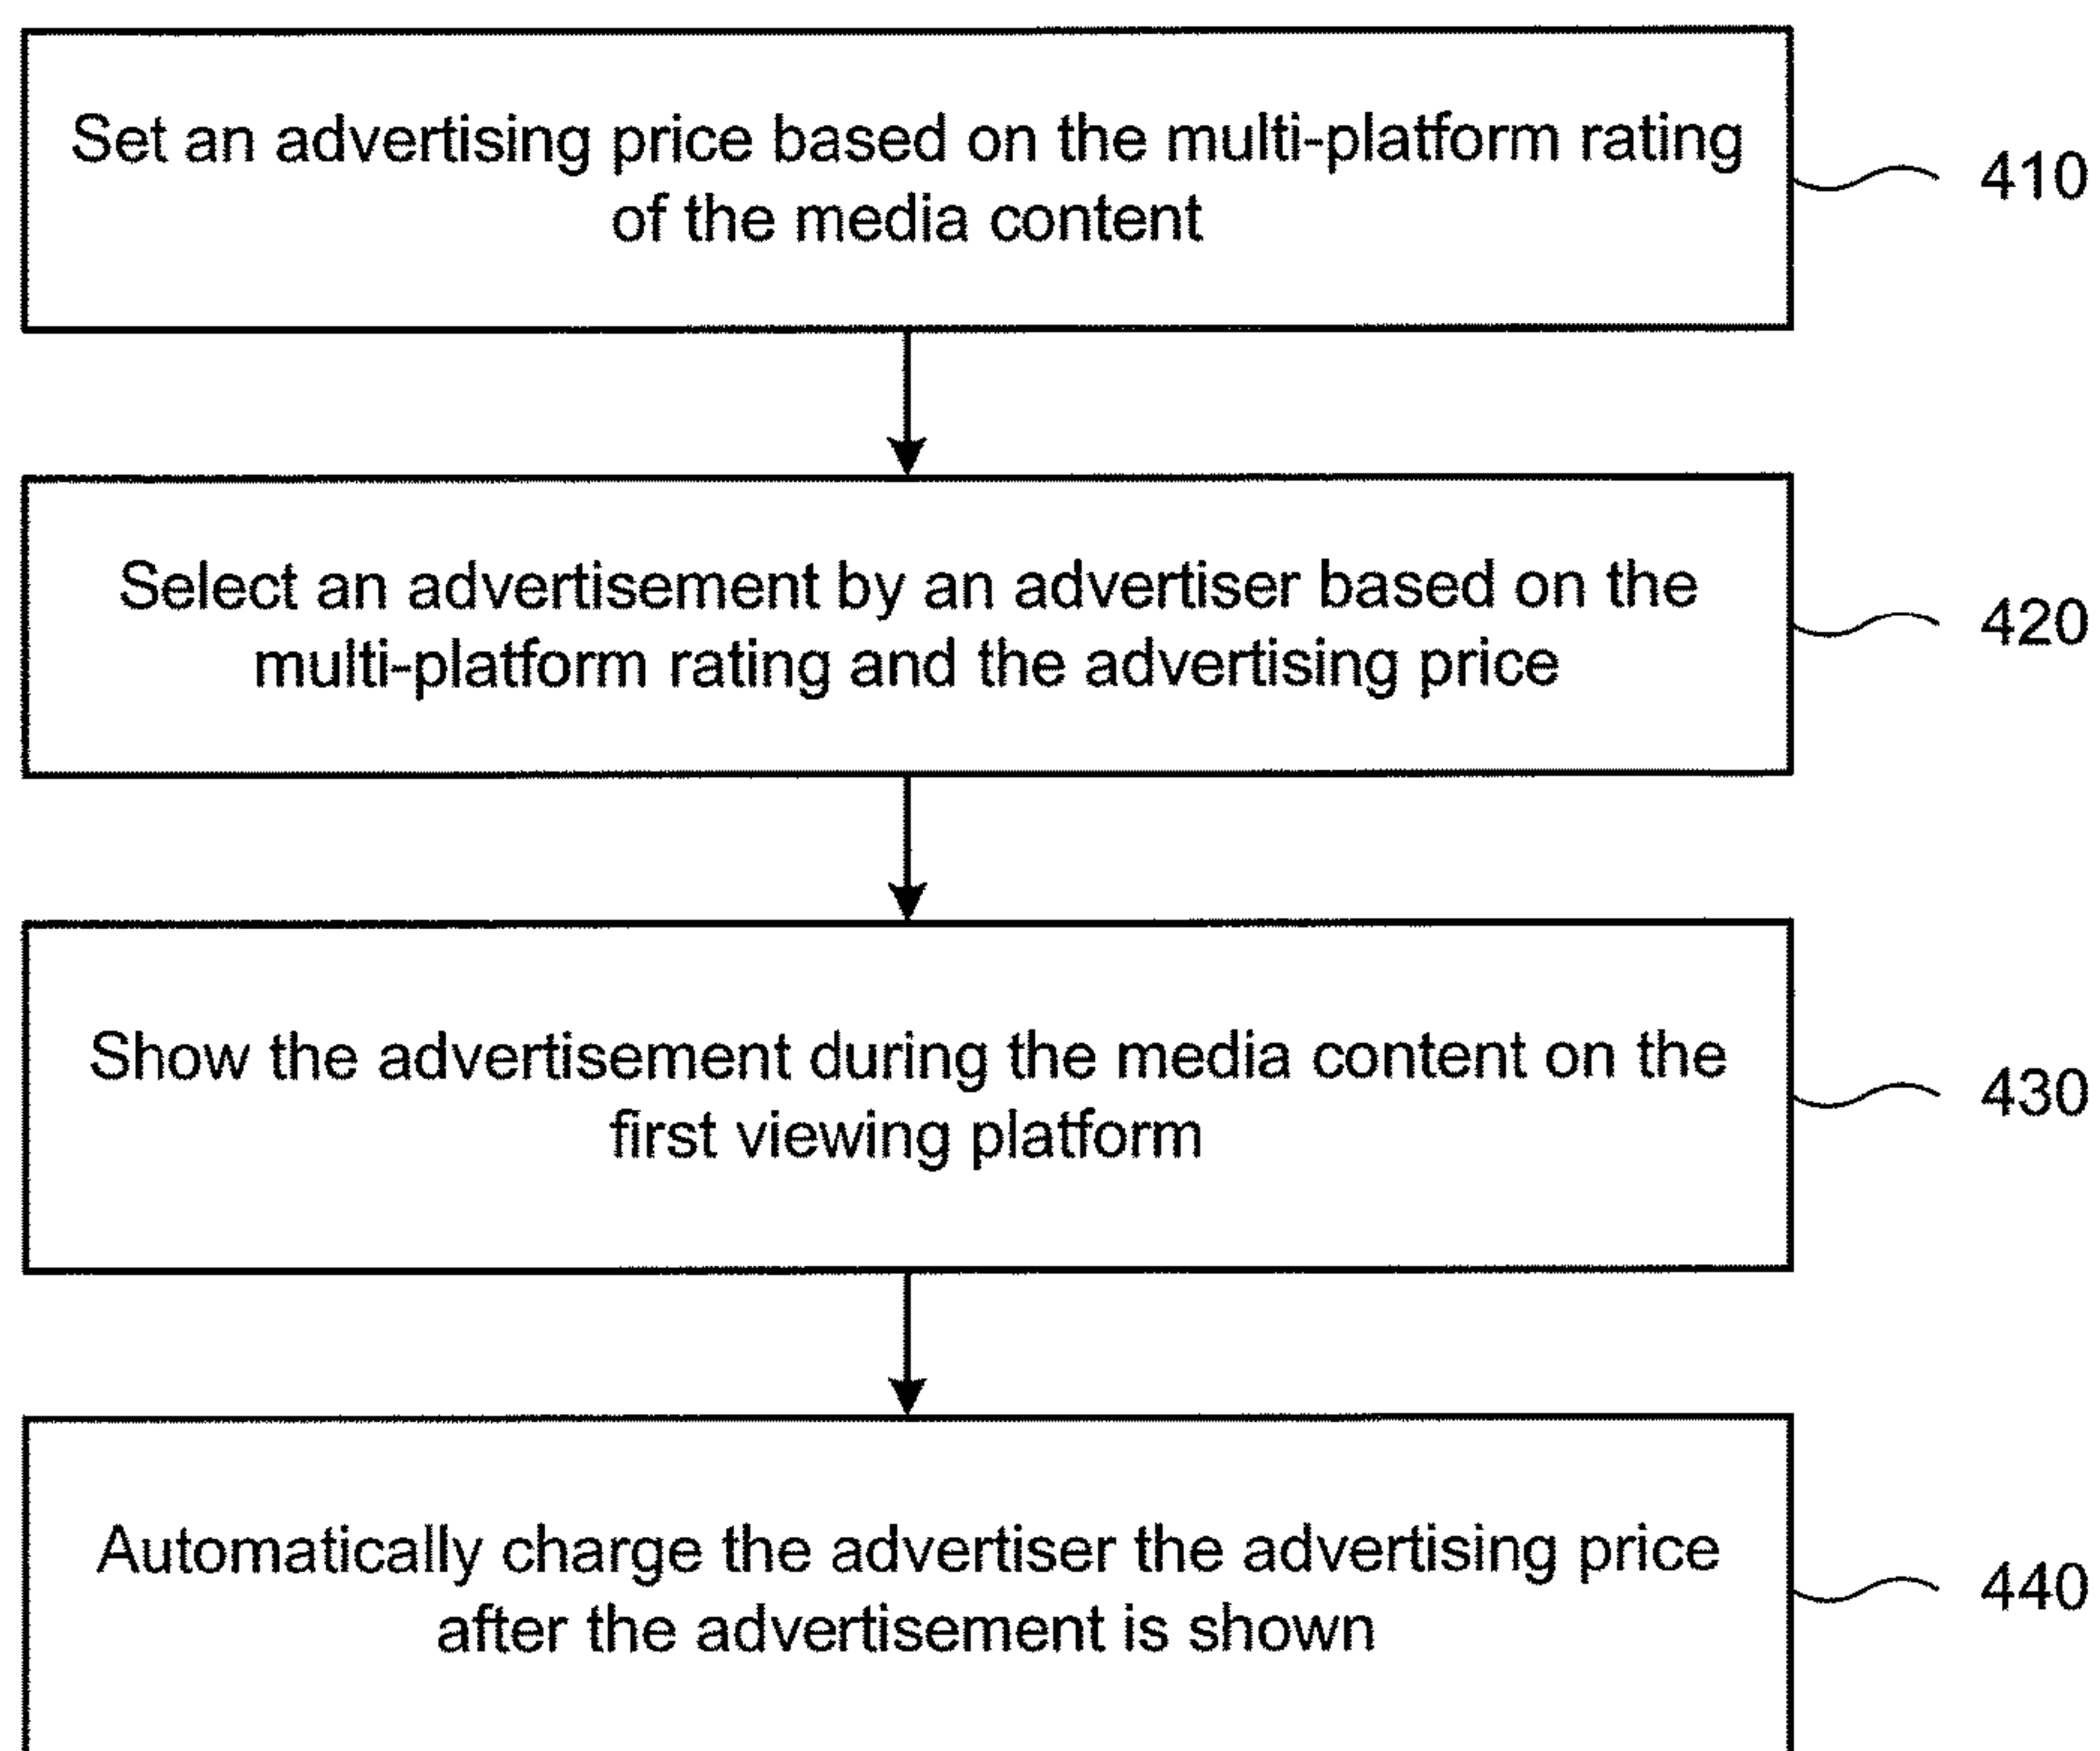 Set an advertising price based on the multi-platform rating
of the media content
410
Select an advertisement by an advertiser based on the
multi-platform rating and the advertising price
420
Show the advertisement during the media content on the
first viewing platform
430
Automatically charge the advertiser the advertising price
after the advertisement is shown
440